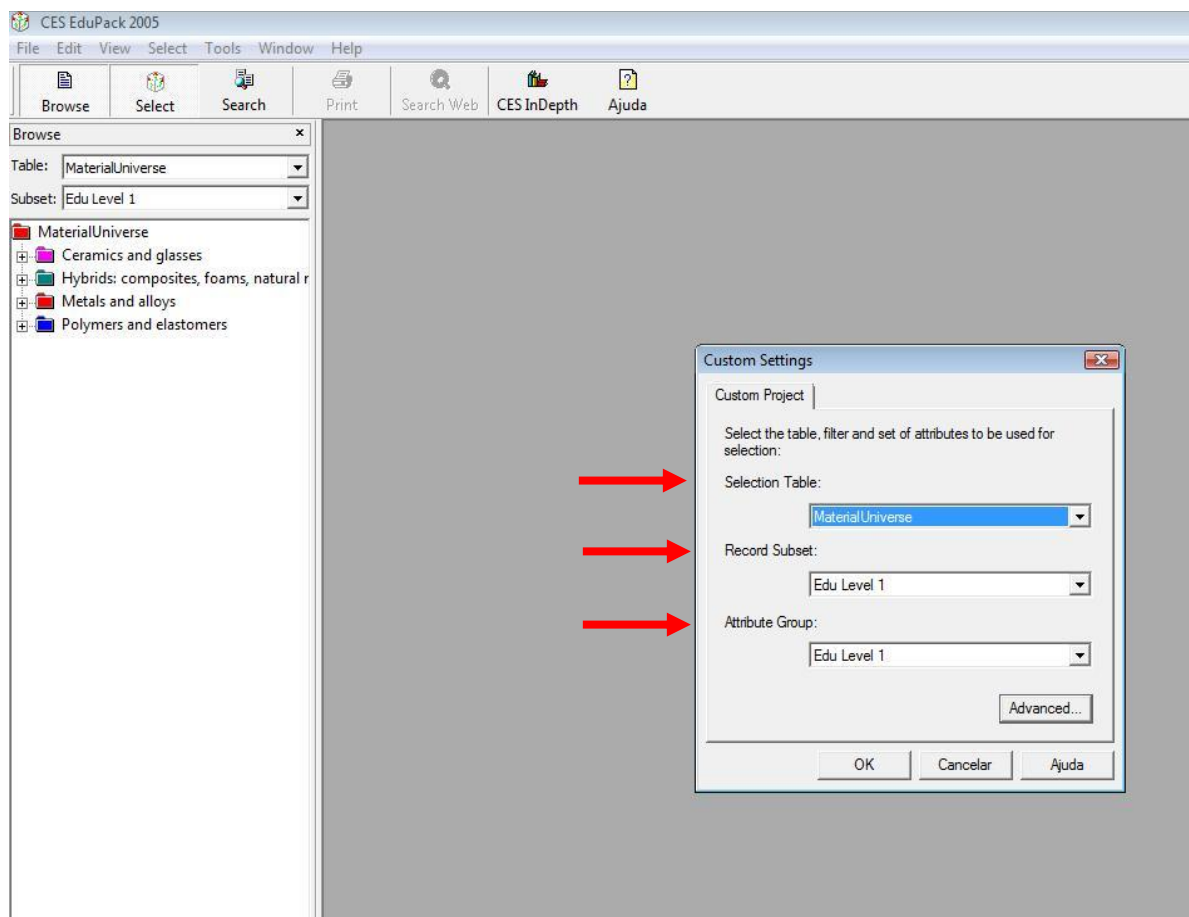 CES EduPack 2005
File Edit View Select Tools Window Help
Browse Select Search Print Search Web CES InDepth Ajuda
Browse
Table: MaterialUniverse
Subset: Edu Level 1
MaterialUniverse
Ceramics and glasses
Hybrids: composites, foams, natural r
Metals and alloys
Polymers and elastomers
Custom Settings
Custom Project
Select the table, filter and set of attributes to be used for
selection:
Selection Table:
MaterialUniverse
Record Subset:
Edu Level 1
Attribute Group:
Edu Level 1
Advanced...
OK Cancelar Ajuda